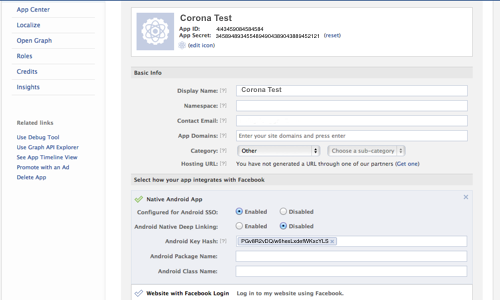 App Center
Localize
Open Graph
Roles
Credits
Insights
Related links
Use Debug Tool
Use Graph API Explorer
See App Timeline View
Promote with an Ad
Delete App
Corona Test
App ID: 443459084584584
App Secret: (reset)
(edit icon)
Basic Info
Display Name: [?] Corona Test
Namespace: [?]
Contact Email: [?]
App Domains: [?] Enter your site domains and press enter
Category: [?] Other Choose a sub-category
Hosting URL: [?] You have not generated a URL through one of our partners (Get one)
Select how your app integrates with Facebook
Native Android App ×
Configured for Android SSO: [?] Enabled Disabled
Android Native Deep Linking: [?] Enabled Disabled
Android Key Hash: [?] ×
Android Package Name: [?]
Android Class Name: [?]
Website with Facebook Login Log in to my website using Facebook.